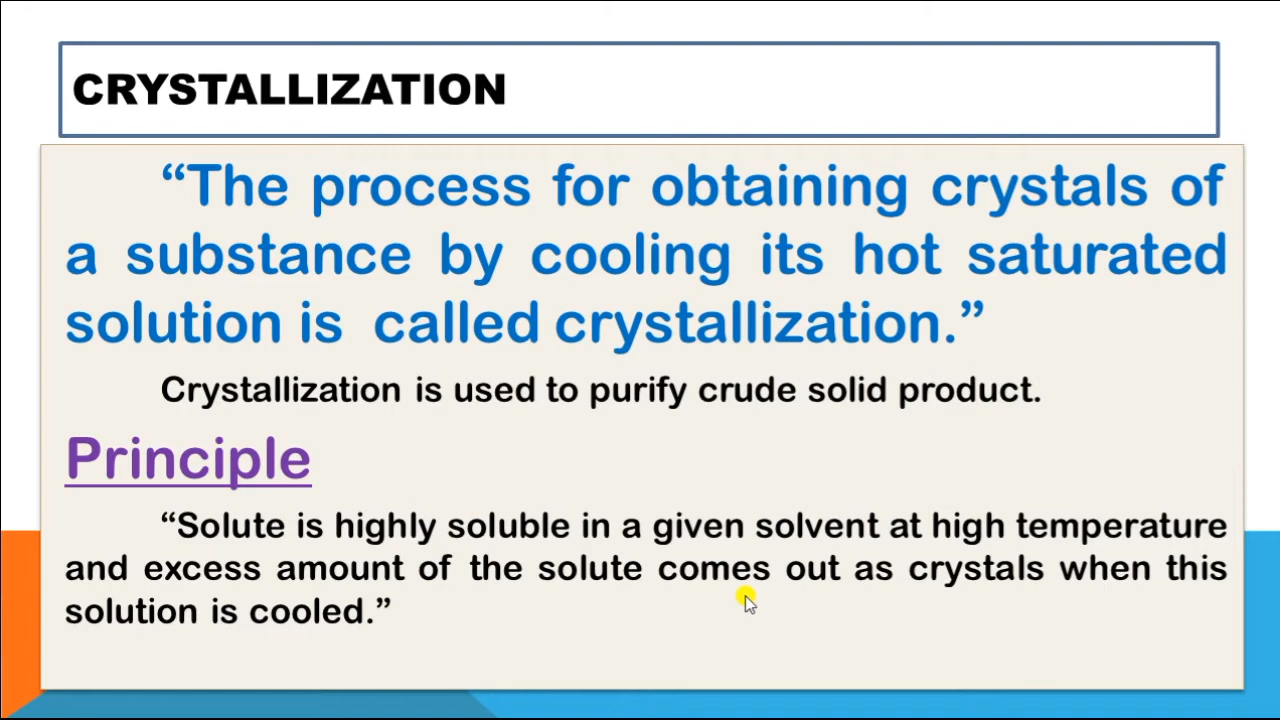 CRYSTALLIZATION
“The process for obtaining crystals of
a substance by cooling its hot saturated
solution is called crystallization.”
Crystallization is used to purify crude solid product.
Principle
“Solute is highly soluble in a given solvent at high temperature
and excess amount of the solute comes out as crystals when this
solution is cooled.”